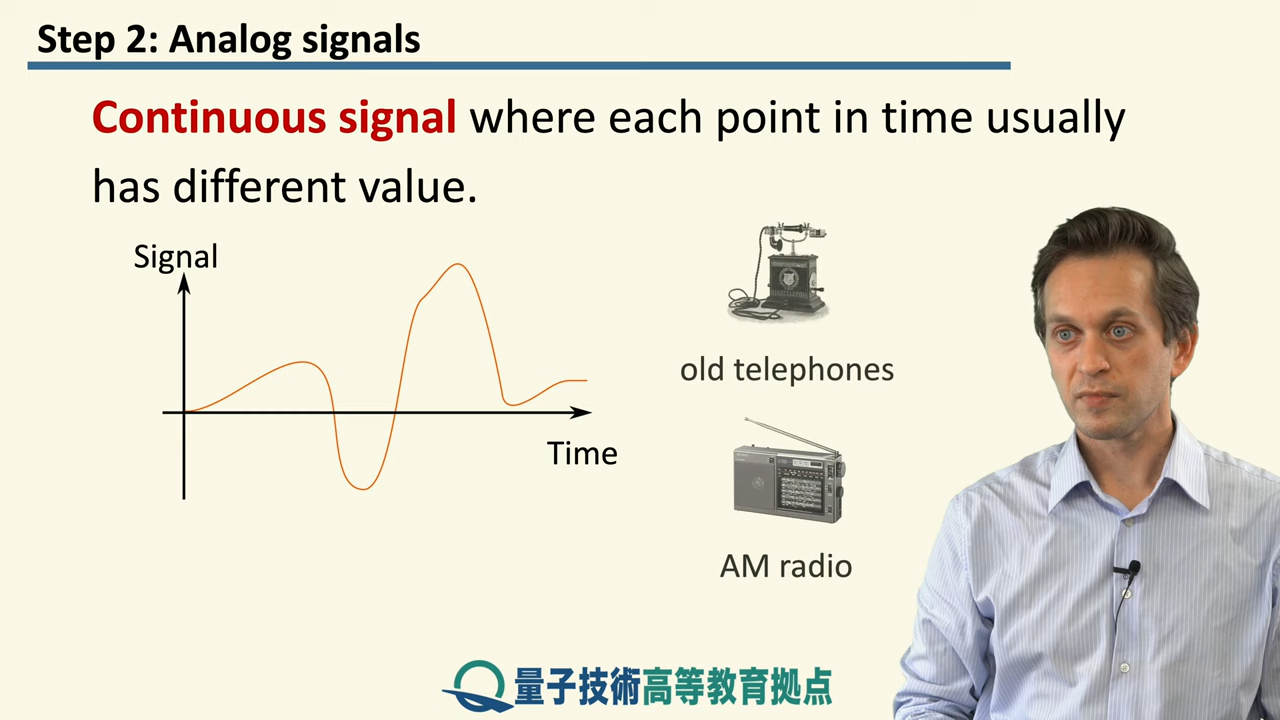 Step 2: Analog signals
Continuous signal where each point in time usually
has different value.
Signal
Time
old telephones
AM radio
量子技術高等教育拠点